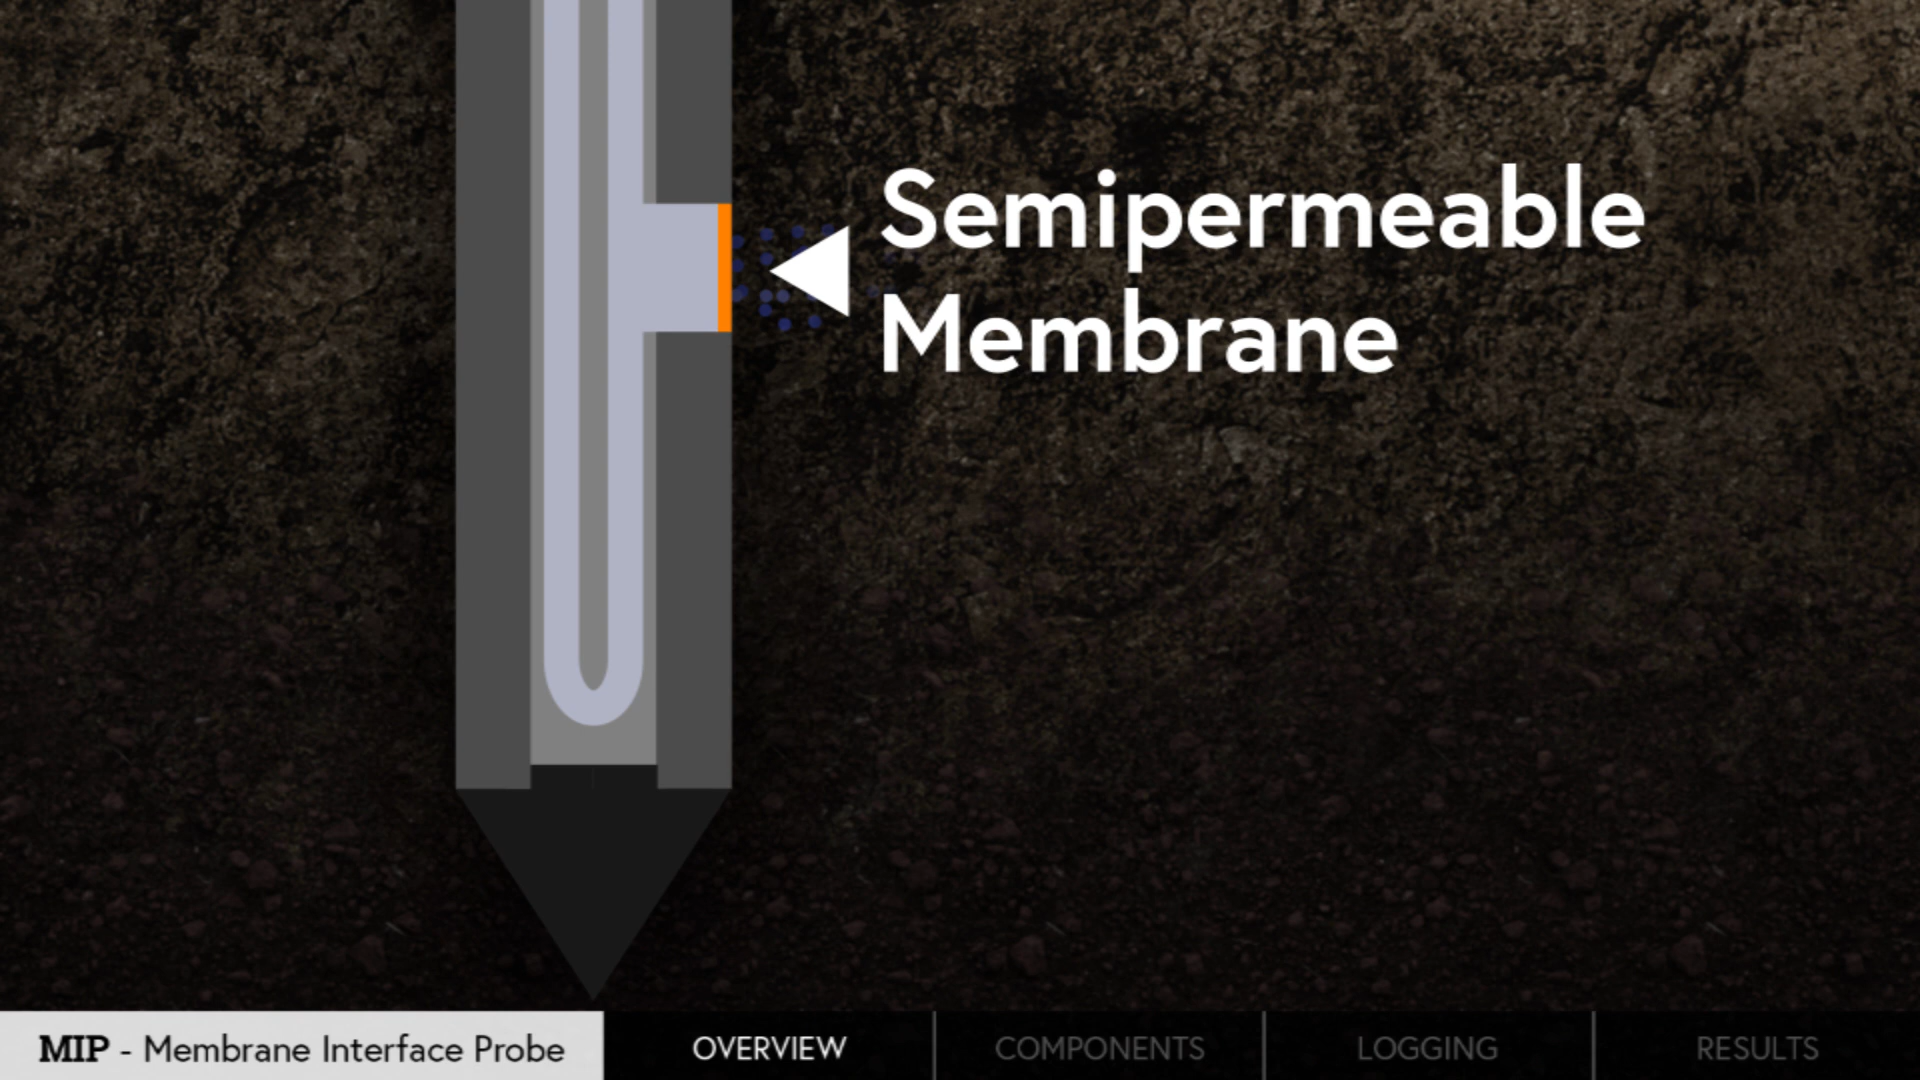 Semipermeable
Membrane
MIP - Membrane Interface Probe
OVERVIEW
COMPONENTS
LOGGING
RESULTS